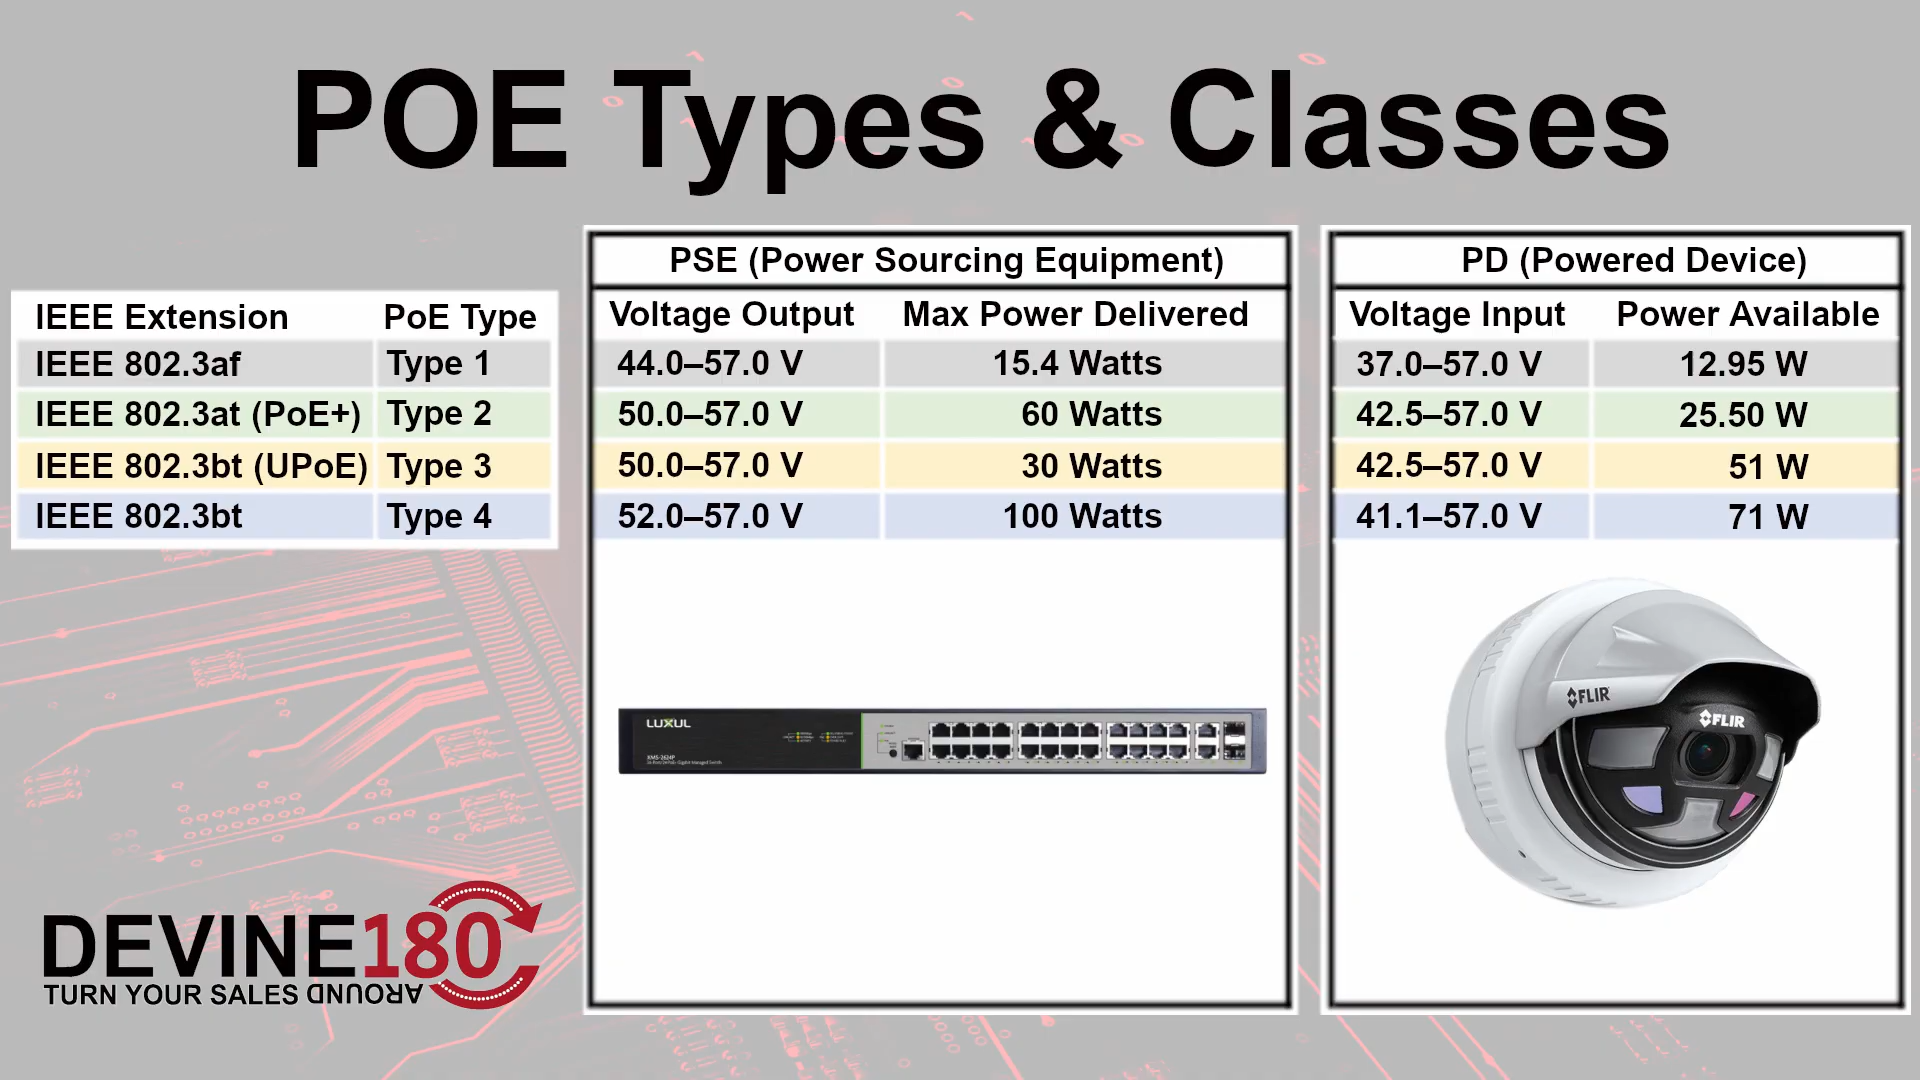 POE Types & Classes
IEEE Extension PoE Type
IEEE 802.3af Type 1
IEEE 802.3at (PoE+) Type 2
IEEE 802.3bt (UPoE) Type 3
IEEE 802.3bt Type 4
PSE (Power Sourcing Equipment)
Voltage Output Max Power Delivered
44.0–57.0 V 15.4 Watts
50.0–57.0 V 60 Watts
50.0–57.0 V 30 Watts
52.0–57.0 V 100 Watts
PD (Powered Device)
Voltage Input Power Available
37.0–57.0 V 12.95 W
42.5–57.0 V 25.50 W
42.5–57.0 V 51 W
41.1–57.0 V 71 W
LUXUL
XMS-2624P
FLIR
FLIR
DEVINE180
TURN YOUR SALES AROUND